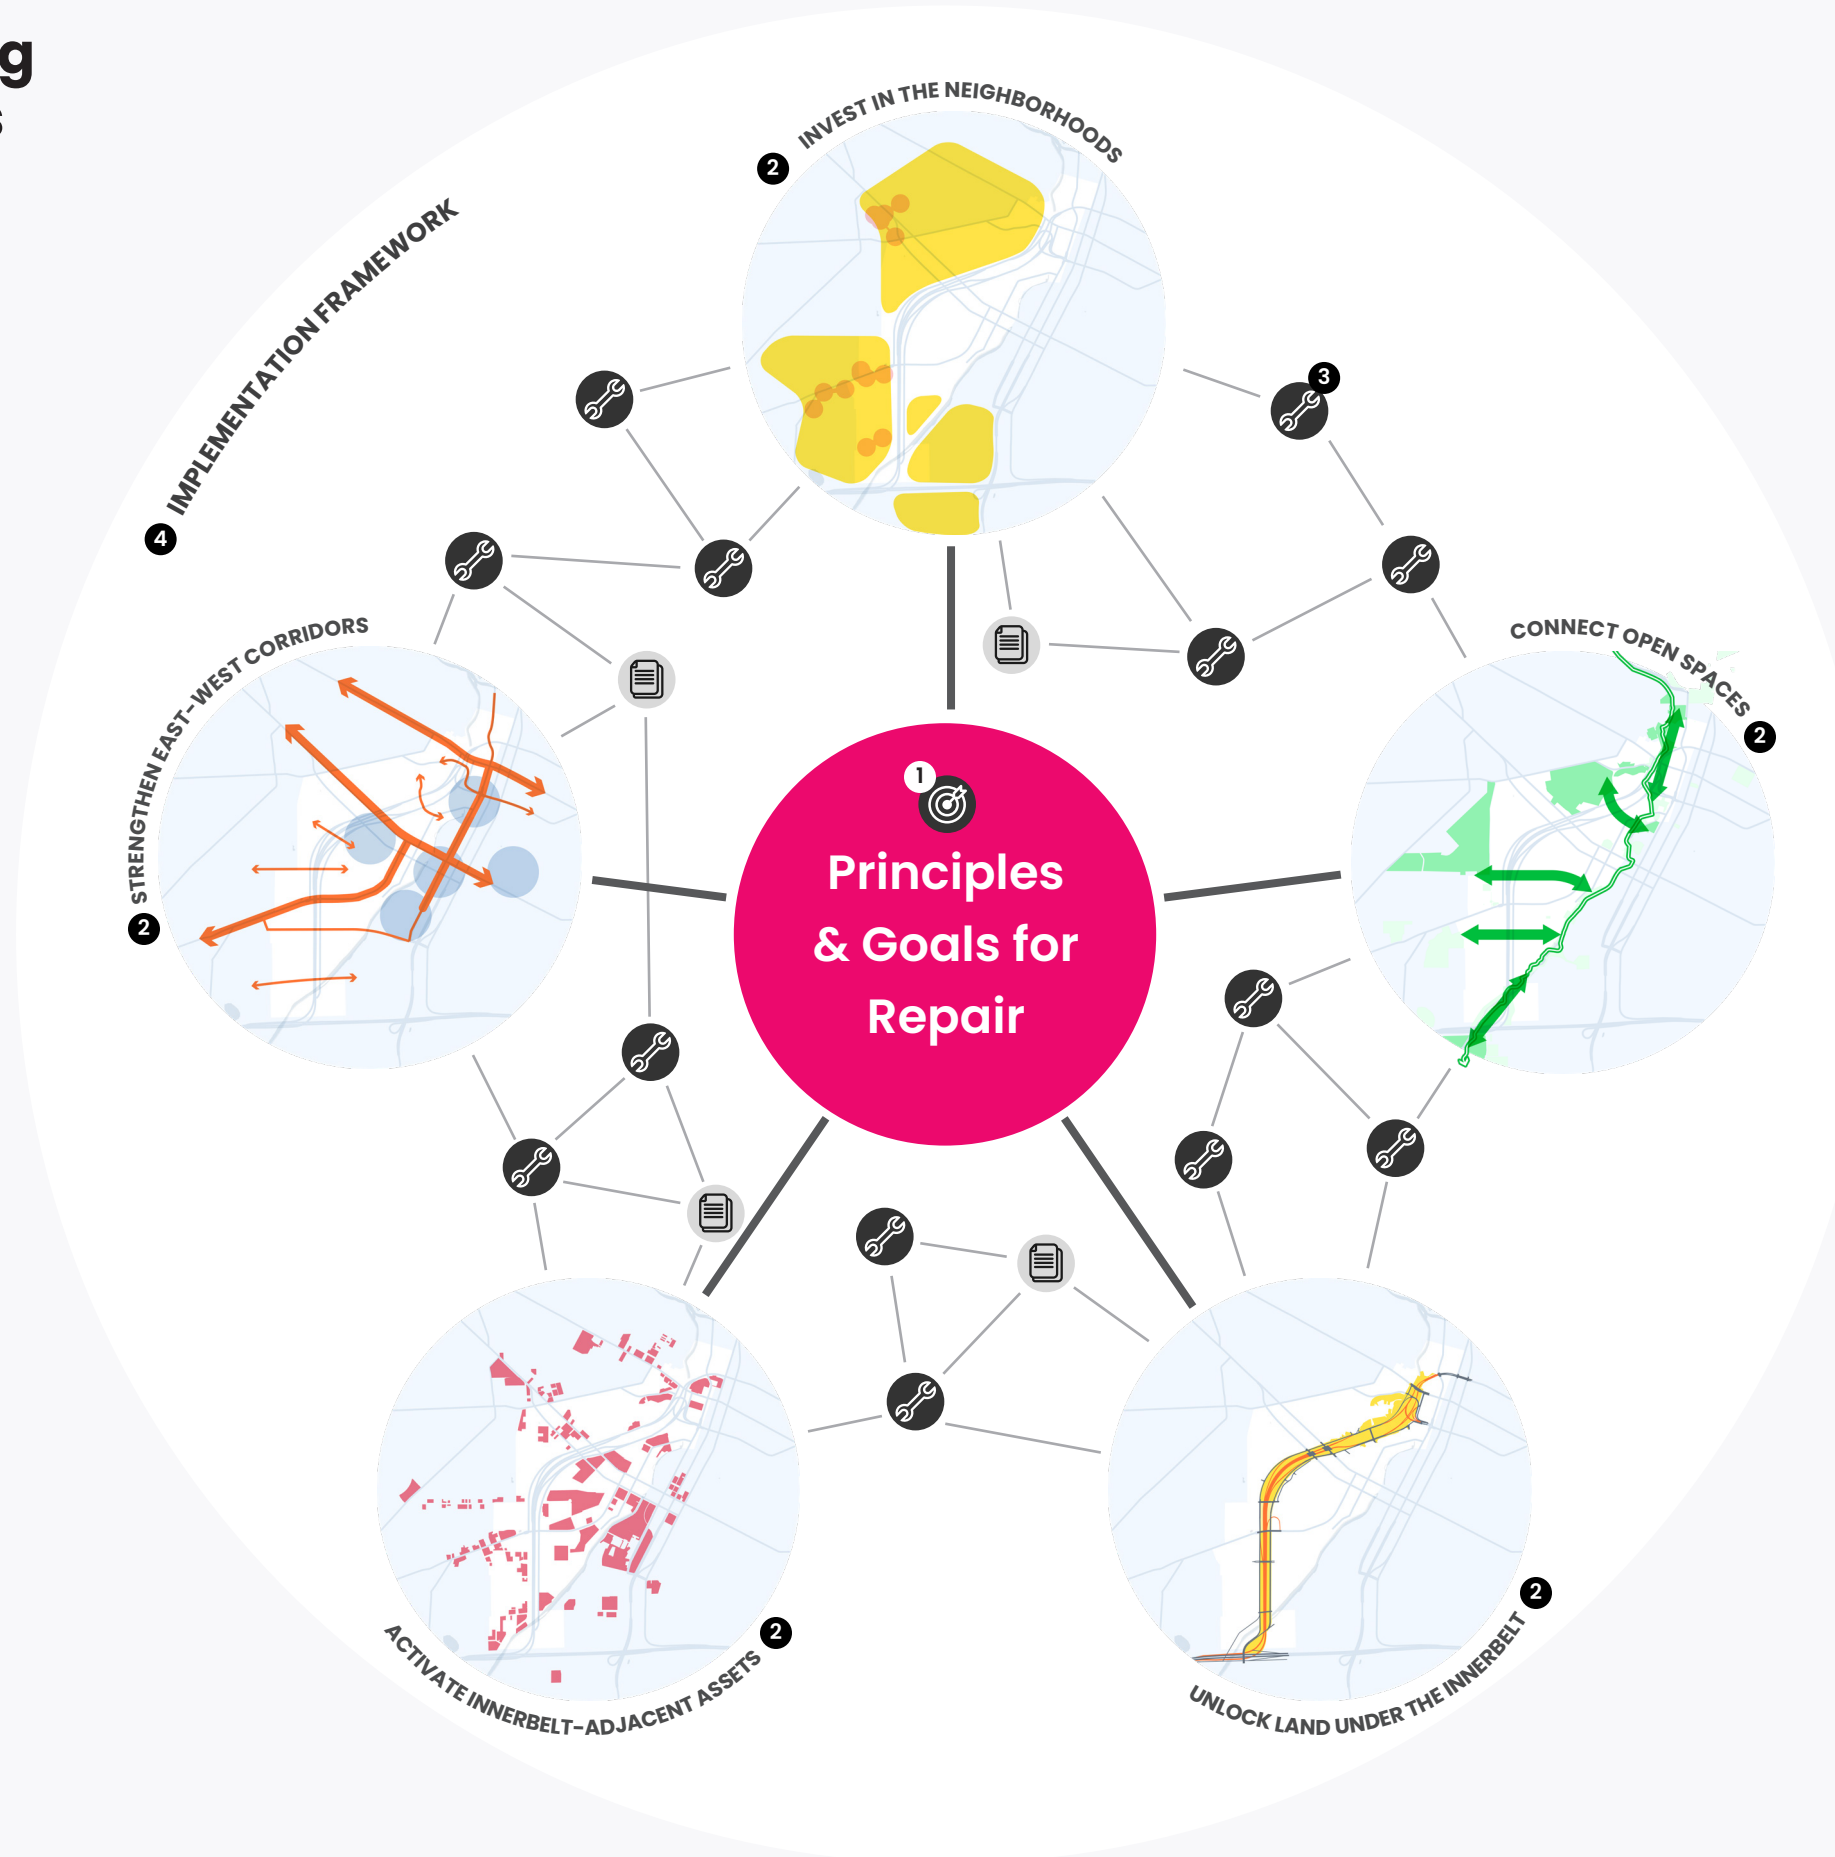 g
s
INVEST IN THE NEIGHBORHOODS
2
IMPLEMENTATION FRAMEWORK
4
3
STRENGTHEN EAST-WEST CORRIDORS
2
CONNECT OPEN SPACES
2
1
Principles
& Goals for
Repair
ACTIVATE INNERBELT-ADJACENT ASSETS
2
UNLOCK LAND UNDER THE INNERBELT
2